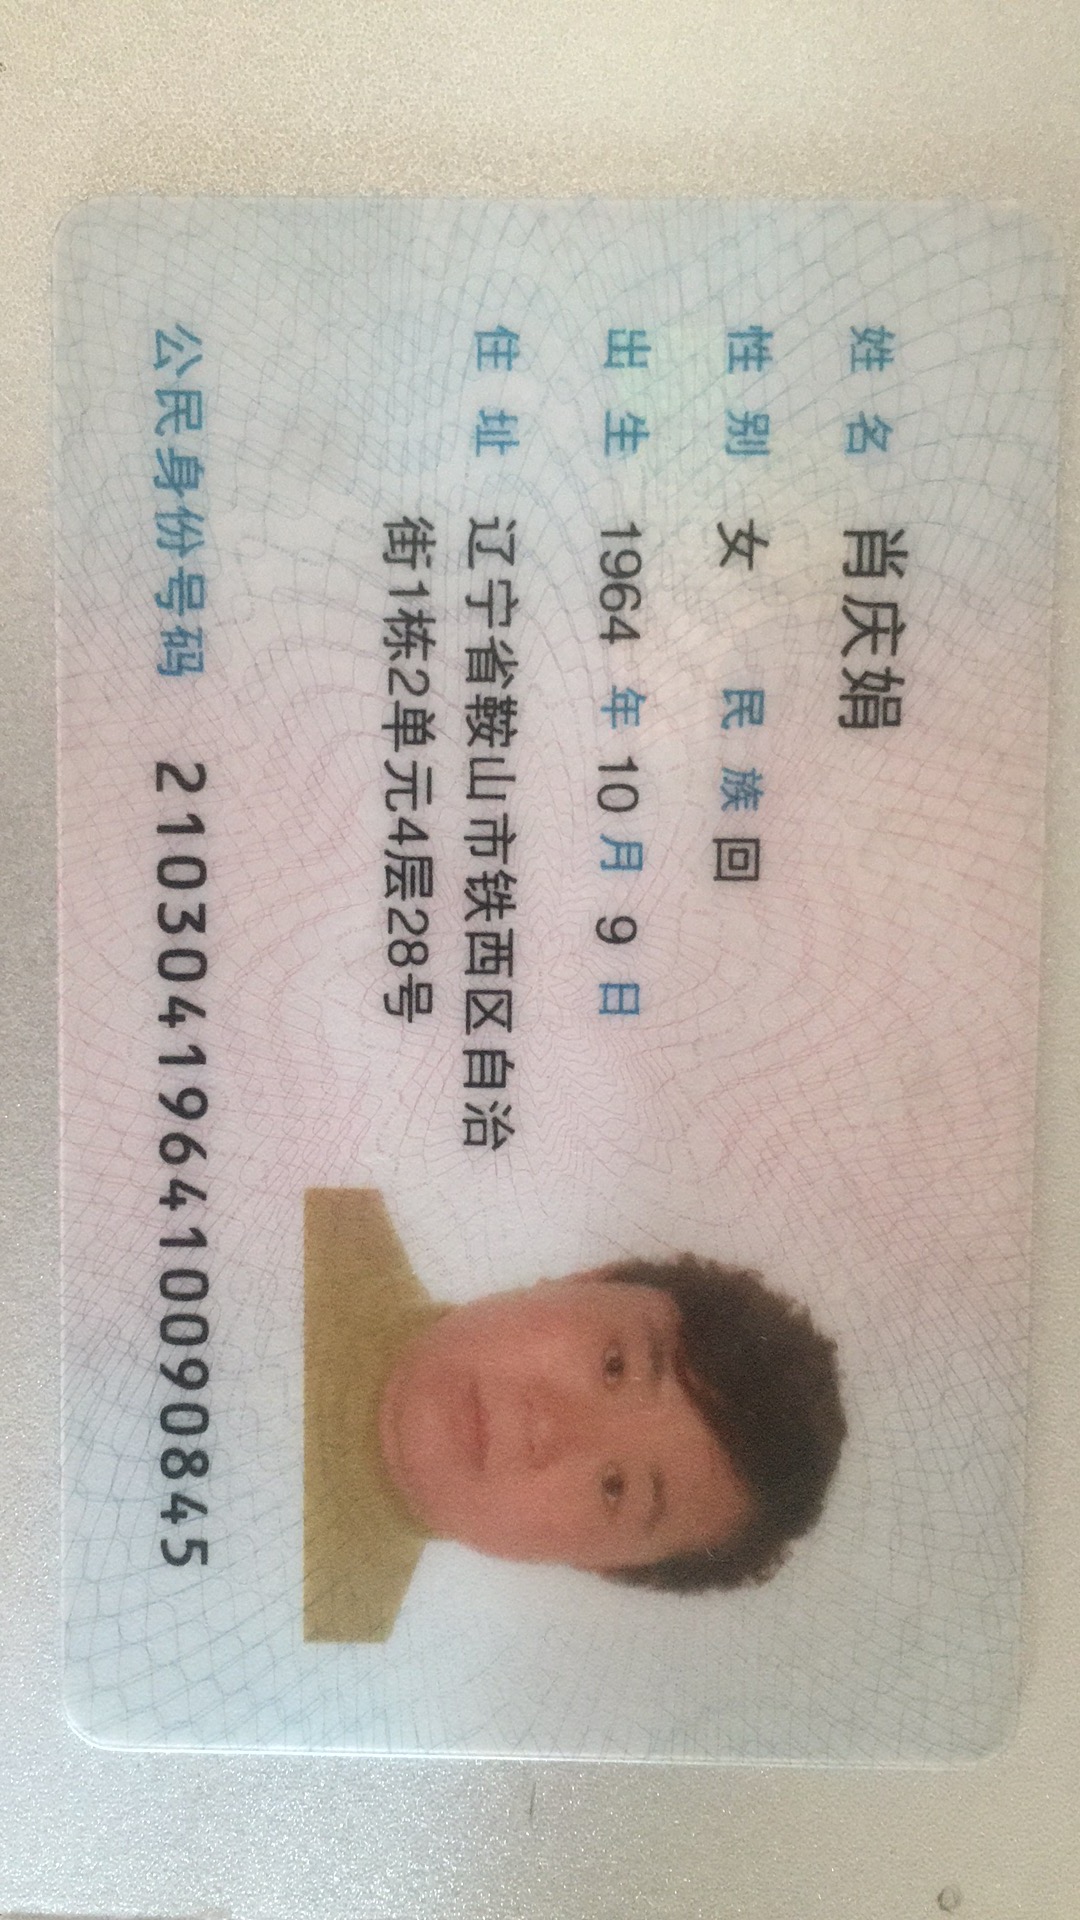 姓名 肖庆娟
性别 女 民族 回
出生 1964 年 10 月 9 日
住址 辽宁省鞍山市铁西区自治
街1栋2单元4层28号
公民身份号码 210304196410090845